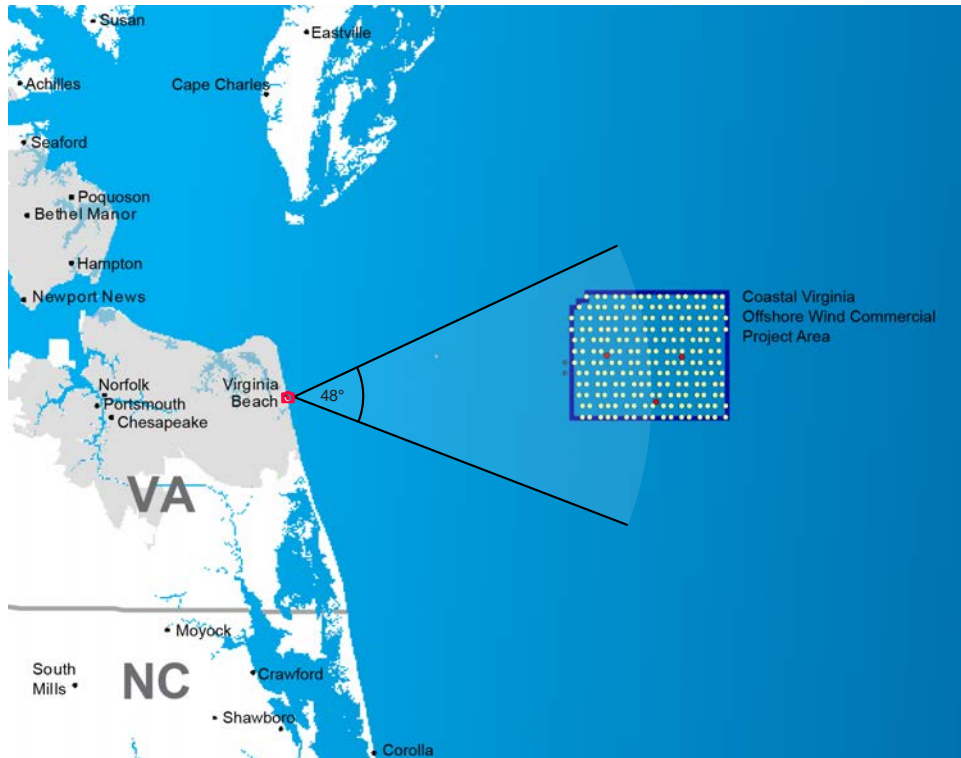 Susan
Eastville
Achilles
Cape Charles
Seaford
Poquoson
Bethel Manor
Hampton
Newport News
Coastal Virginia
Offshore Wind Commercial
Project Area
Virginia
Beach
48°
Norfolk
Portsmouth
Chesapeake
VA
Moyock
NC
South
Mills
Crawford
Shawboro
Corolla